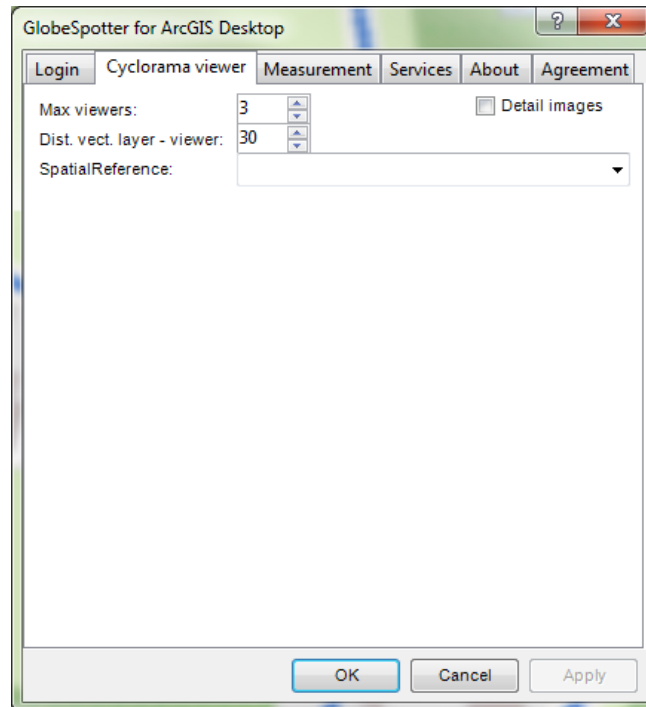 GlobeSpotter for ArcGIS Desktop
?
Login Cyclorama viewer Measurement Services About Agreement
Max viewers: 3 Detail images
Dist. vect. layer - viewer: 30
SpatialReference:
OK Cancel Apply